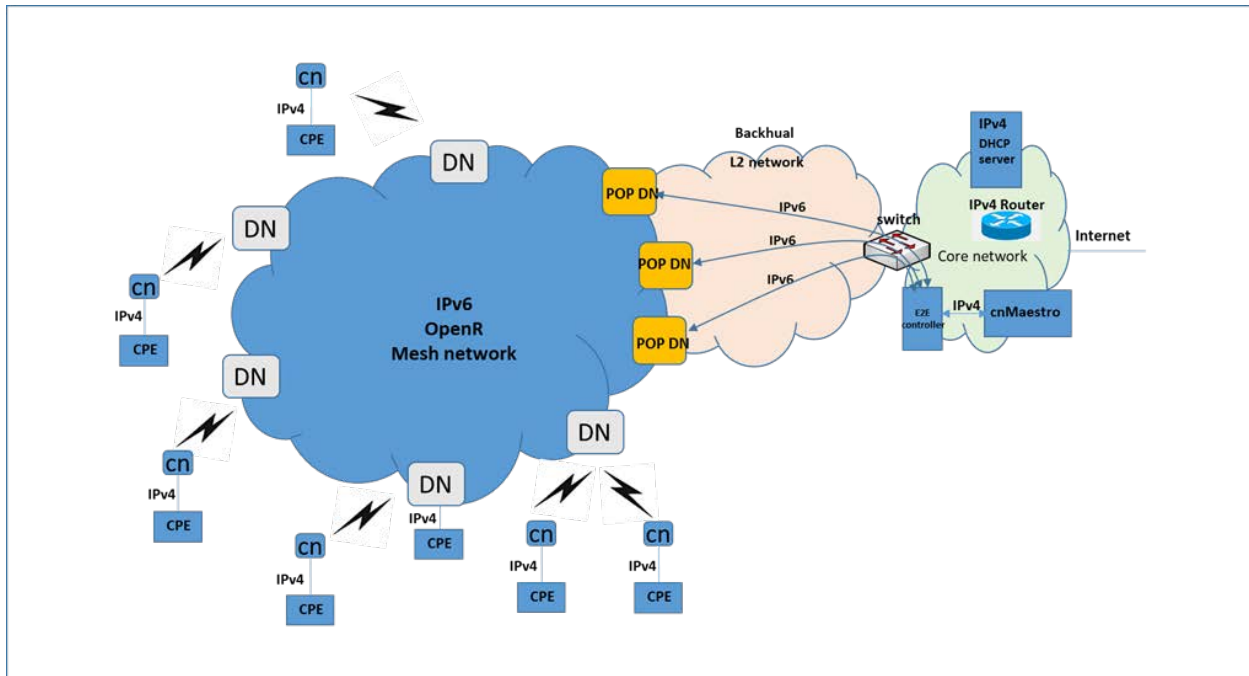 cn
IPv4
CPE
DN
DN
cn
IPv4
CPE
DN
cn
IPv4
CPE
cn
IPv4
CPE
DN
IPv4
CPE
DN
cn
IPv4
CPE
cn
IPv4
CPE
IPv6
OpenR
Mesh network
POP DN
POP DN
POP DN
Backhual
L2 network
IPv6
IPv6
IPv6
switch
IPv4
DHCP
server
IPv4 Router
Core network
Internet
E2E
controller
IPv4
cnMaestro